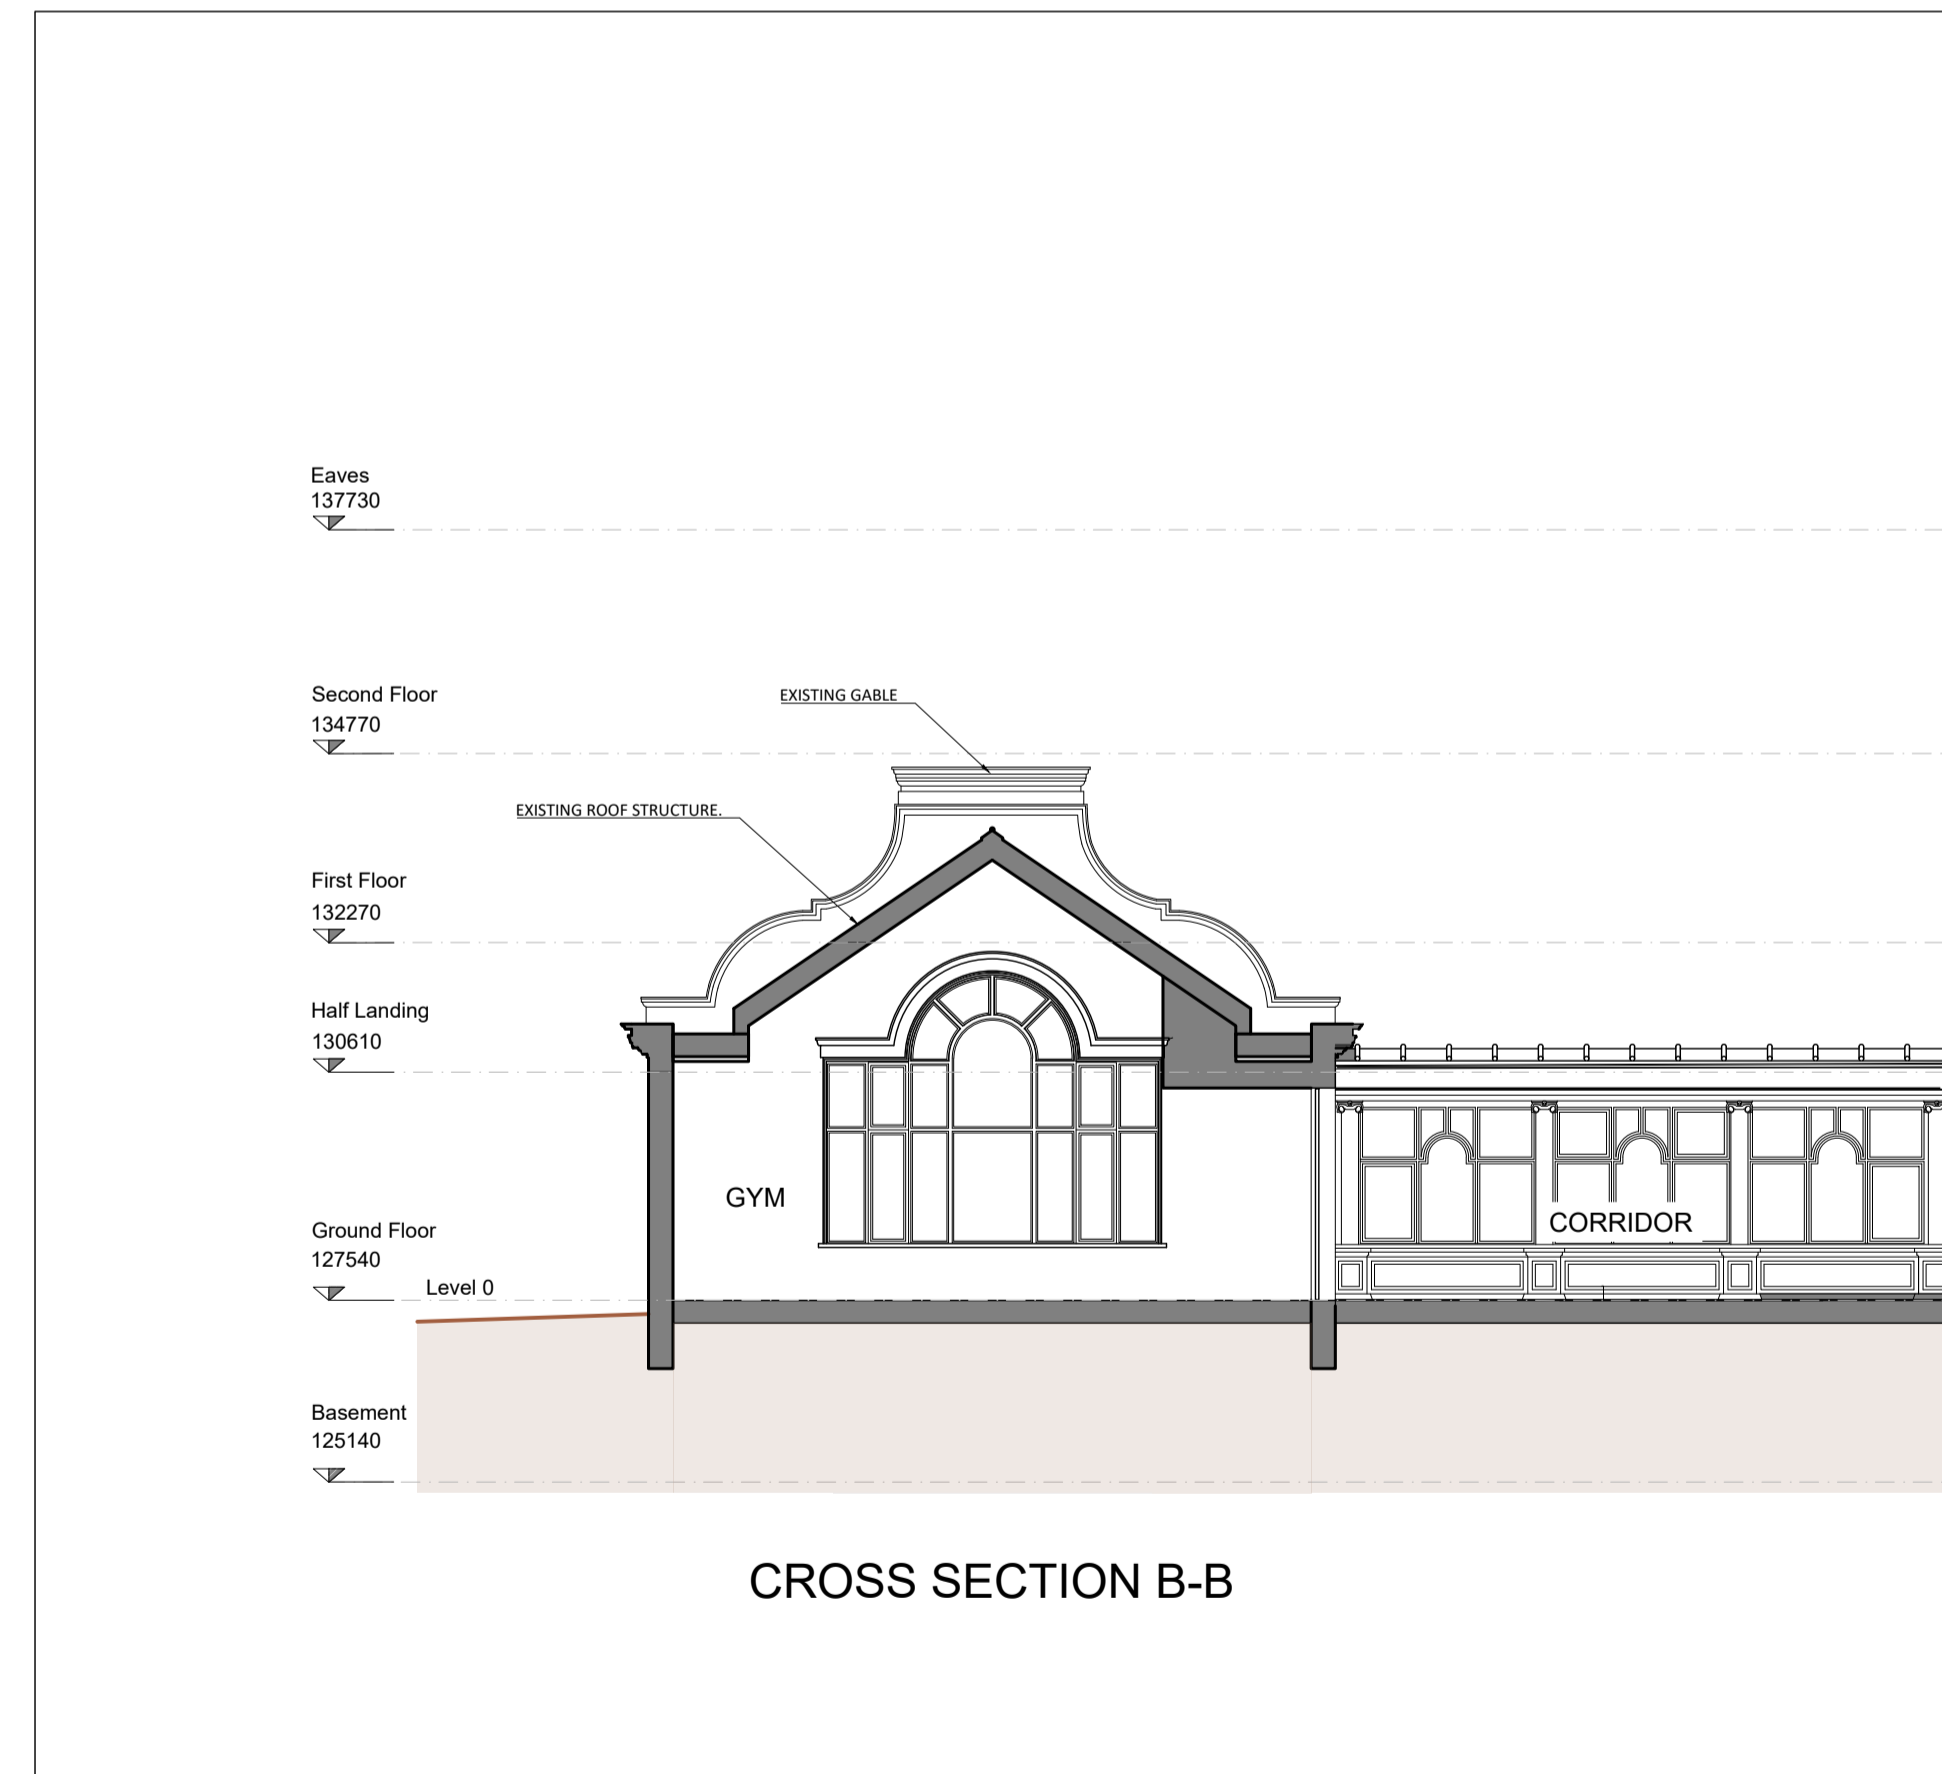 Eaves
137730
Second Floor
134770
EXISTING GABLE
EXISTING ROOF STRUCTURE.
First Floor
132270
Half Landing
130610
GYM
CORRIDOR
Ground Floor
127540
Level 0
Basement
125140
CROSS SECTION B-B